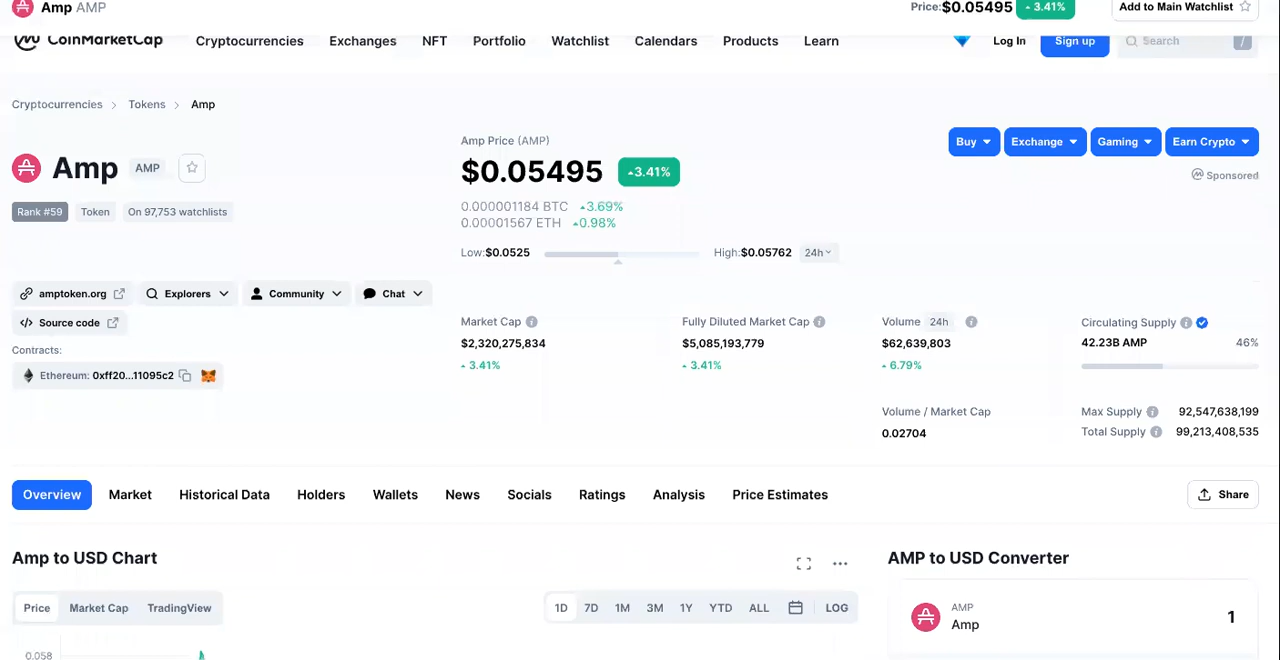 Amp AMP
Price:$0.05495 3.41% Add to Main Watchlist
CoinMarketCap Cryptocurrencies Exchanges NFT Portfolio Watchlist Calendars Products Learn Log In Sign up Search /
Cryptocurrencies > Tokens > Amp
Amp AMP
Rank #59 Token On 97,753 watchlists
Amp Price (AMP)
$0.05495 3.41%
0.000001184 BTC 3.69%
0.00001567 ETH 0.98%
Low:$0.0525 High:$0.05762 24h
Buy Exchange Gaming Earn Crypto
Sponsored
amptoken.org Explorers Community Chat
</> Source code
Contracts:
Ethereum: 0xff20...11095c2
Market Cap
$2,320,275,834
3.41%
Fully Diluted Market Cap
$5,085,193,779
3.41%
Volume 24h
$62,639,803
6.79%
Volume / Market Cap
0.02704
Circulating Supply
42.23B AMP 46%
Max Supply 92,547,638,199
Total Supply 99,213,408,535
Overview Market Historical Data Holders Wallets News Socials Ratings Analysis Price Estimates Share
Amp to USD Chart
Price Market Cap TradingView 1D 7D 1M 3M 1Y YTD ALL LOG
0.058
AMP to USD Converter
AMP
Amp 1